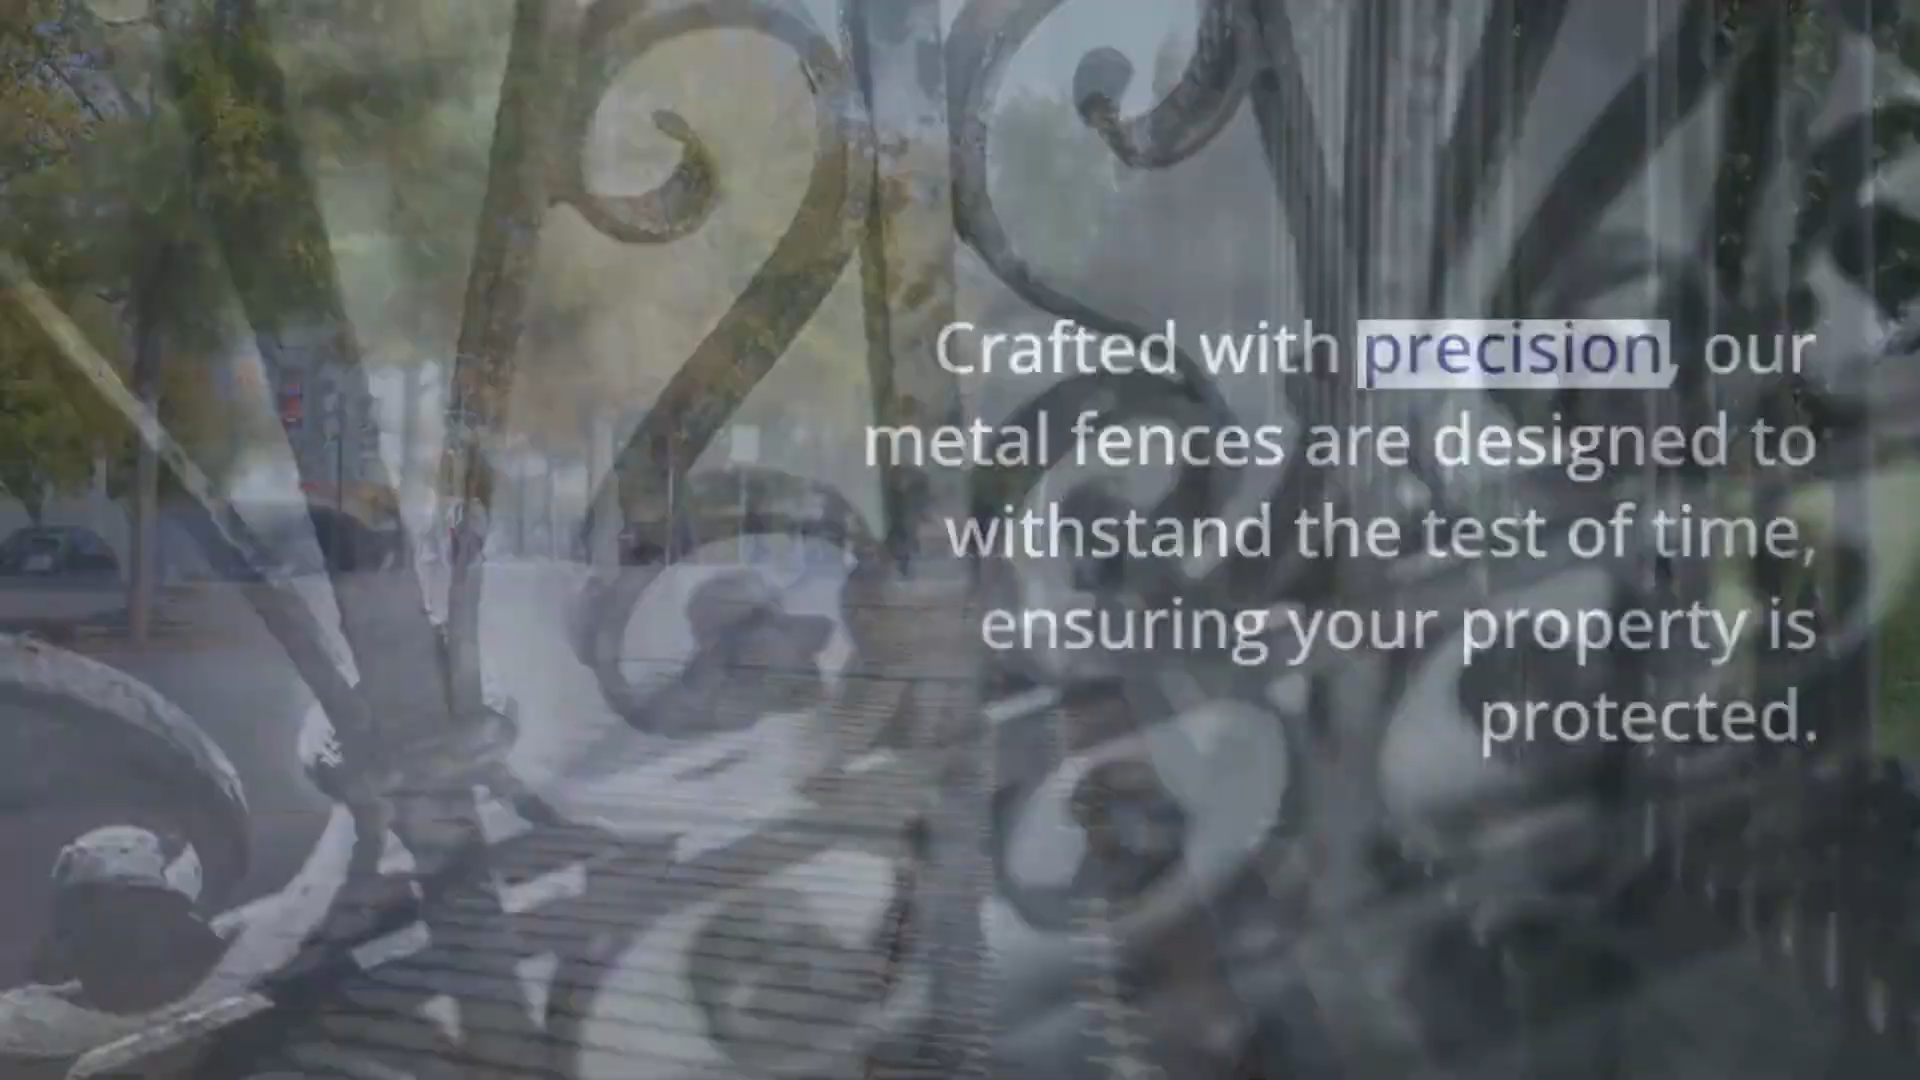 Crafted with precision, our
metal fences are designed to
withstand the test of time,
ensuring your property is
protected.